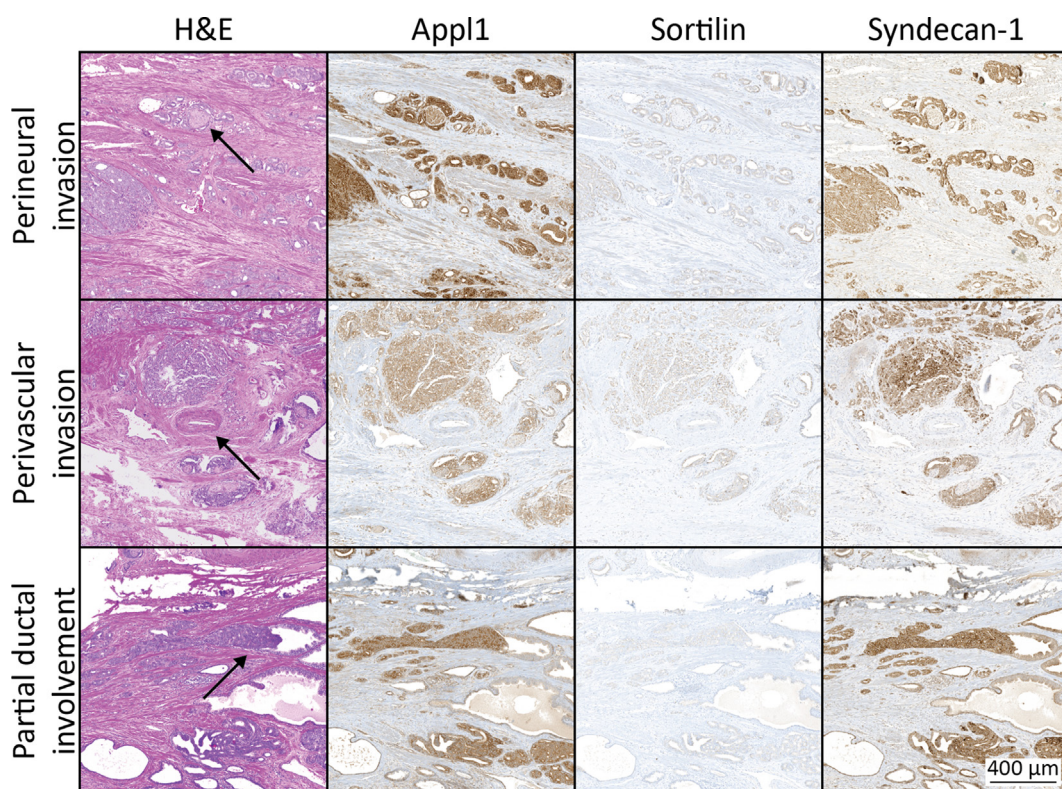 H&E
Appl1
Sortilin
Syndecan-1
Perineural
invasion
Perivascular
invasion
Partial ductal
involvement
400 µm